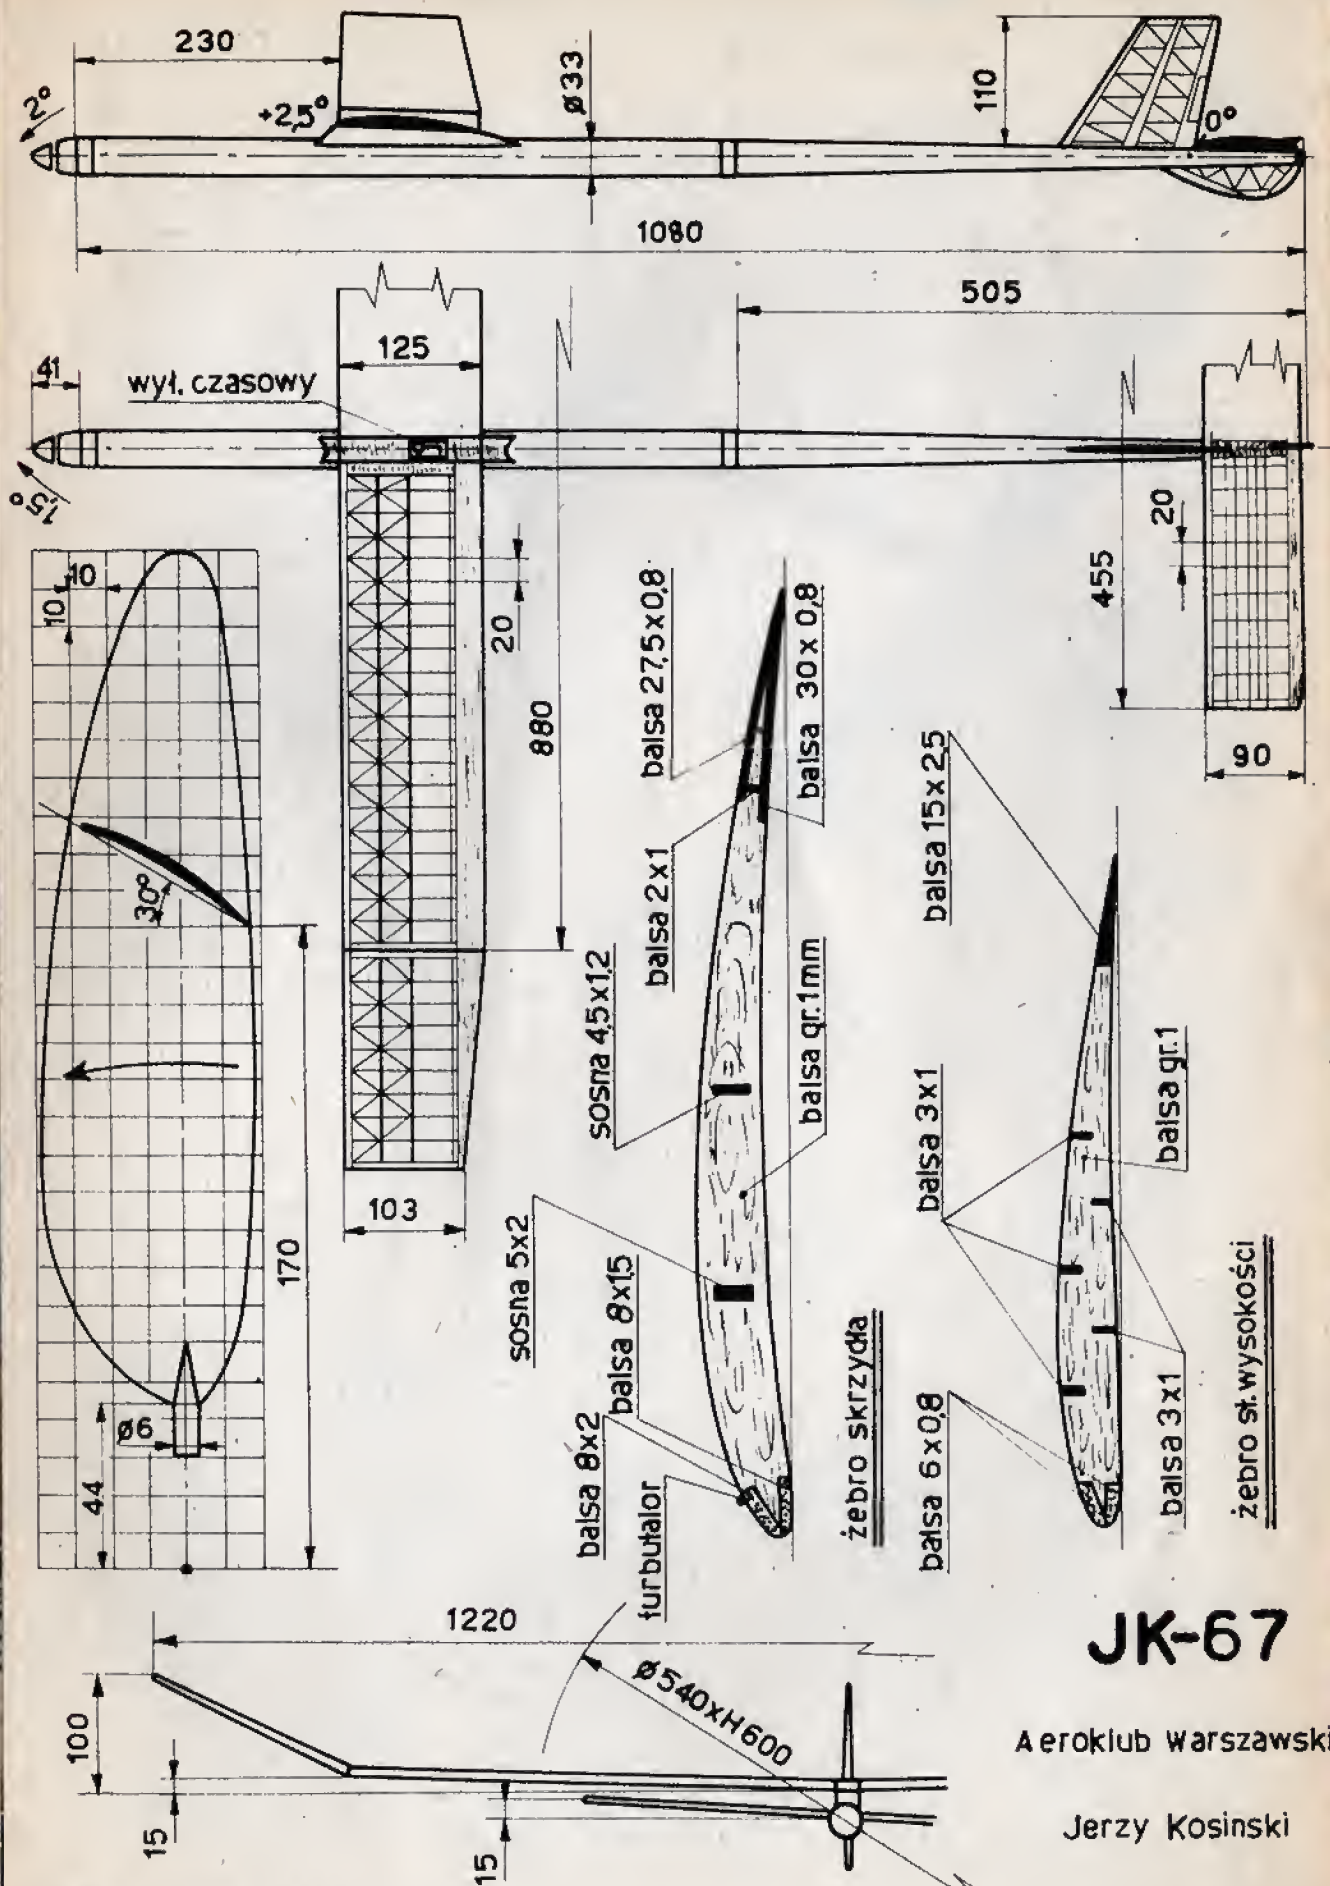 230
2°
+2,5°
ø33
110
0°
1080
505
125
41
wył. czasowy
1,5°
20
455
20
10
10
880
balsa 27,5x0,8
balsa 30x0,8
90
balsa 15x2,5
30°
balsa 2x1
sosna 4,5x1,2
balsa gr.1mm
balsa 3x1
balsa gr.1
103
170
sosna 5x2
balsa 8x1,5
żebro skrzydła
żebro st. wysokości
balsa 3x1
balsa 6x0,8
ø6
44
balsa 8x2
turbulator
1220
JK-67
ø540xH600
100
Aeroklub Warszawski
15
15
Jerzy Kosinski